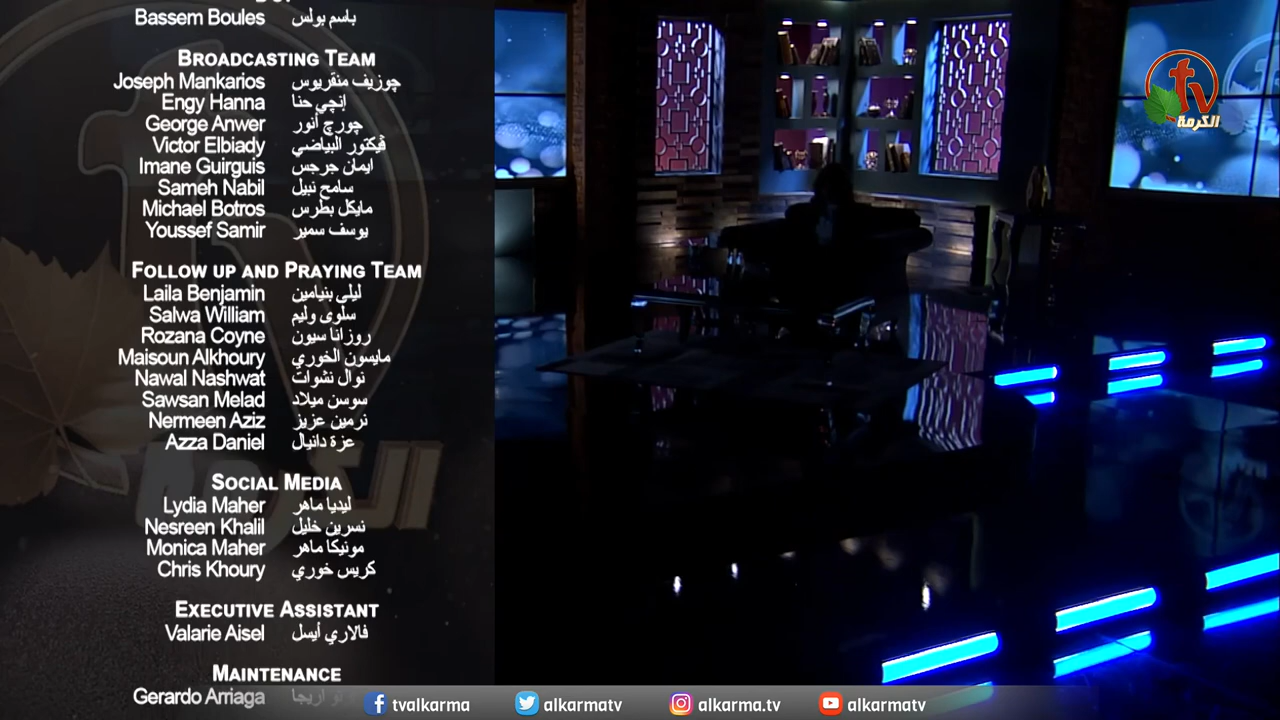 Bassem Boules باسم بولس
BROADCASTING TEAM
Joseph Mankarios چوزيف منقريوس
Engy Hanna إنچي حنا
George Anwer چورچ أنور
Victor Elbiady ڤيكتور البياضي
Imane Guirguis ايمان جرجس
Sameh Nabil سامح نبيل
Michael Botros مايكل بطرس
Youssef Samir يوسف سمير
FOLLOW UP AND PRAYING TEAM
Laila Benjamin ليلى بنيامين
Salwa William سلوى وليم
Rozana Coyne روزانا سيون
Maisoun Alkhoury مايسون الخوري
Nawal Nashwat نوال نشوات
Sawsan Melad سوسن ميلاد
Nermeen Aziz نرمين عزيز
Azza Daniel عزة دانيال
SOCIAL MEDIA
Lydia Maher ليديا ماهر
Nesreen Khalil نسرين خليل
Monica Maher مونيكا ماهر
Chris Khoury كريس خوري
EXECUTIVE ASSISTANT
Valarie Aisel ڤالاري أيسل
MAINTENANCE
Gerardo Arriaga اريجا
tv
الكرمة
tvalkarma alkarmatv alkarma.tv alkarmatv